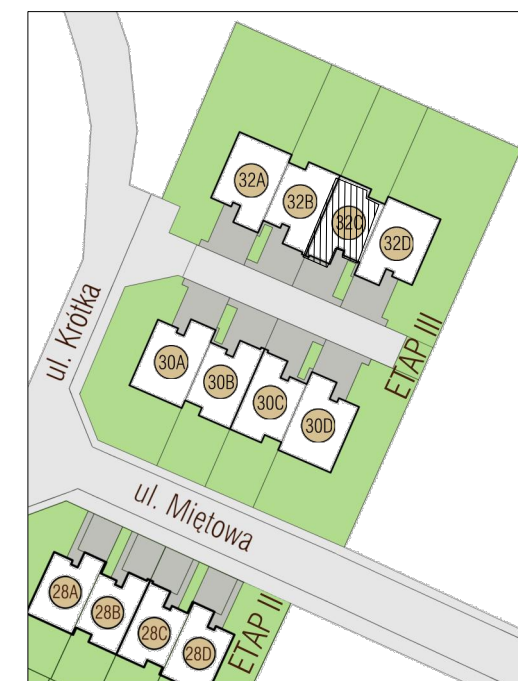 32A
32B
32C
32D
ETAP III
ul. Krótka
30A
30B
30C
30D
ul. Miętowa
28A
28B
28C
28D
ETAP II